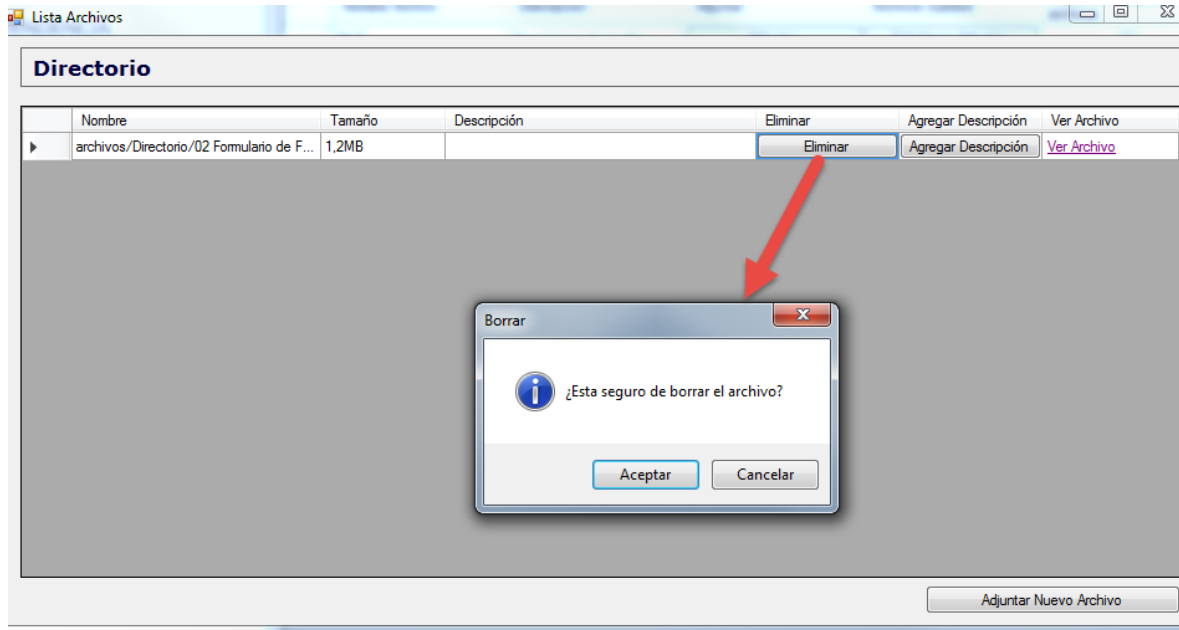 Lista Archivos
Directorio
Nombre Tamaño Descripción Eliminar Agregar Descripción Ver Archivo
archivos/Directorio/02 Formulario de F... 1,2MB Eliminar Agregar Descripción Ver Archivo
Borrar
¿Esta seguro de borrar el archivo?
Aceptar Cancelar
Adjuntar Nuevo Archivo